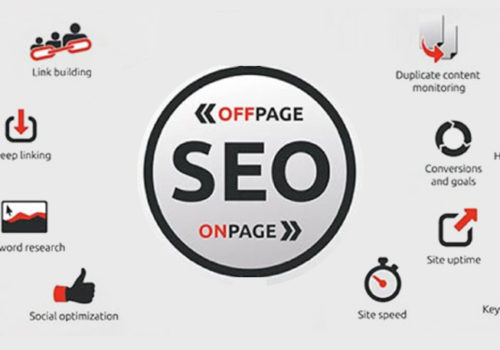 Link building
eep linking
word research
Social optimization
OFFPAGE
SEO
ONPAGE
Duplicate content
monitoring
Conversions
and goals
Site uptime
Site speed
H
Key